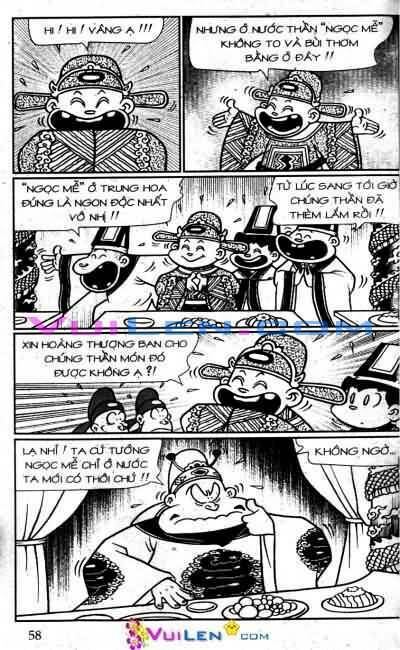 HI! HI! VÂNG Ạ!!!
NHƯNG Ở NƯỚC THẦN "NGỌC MỄ"
KHÔNG TO VÀ BÙI THƠM
BẰNG Ở ĐÂY!!
"NGỌC MỄ" Ở TRUNG HOA
ĐÚNG LÀ NGON ĐỘC NHẤT
VÔ NHỊ!!
TỪ LÚC SANG TỚI GIỜ
CHÚNG THẦN ĐÃ
THÈM LẮM RỒI!!
VUILEN.COM
XIN HOÀNG THƯỢNG BAN CHO
CHÚNG THẦN MÓN ĐÓ
ĐƯỢC KHÔNG Ạ?!
LẠ NHỈ! TA CỨ TƯỞNG
NGỌC MỄ CHỈ Ở NƯỚC
TA MỚI CÓ THÔI CHỨ!!
KHÔNG NGỜ...
58
VUILEN.COM